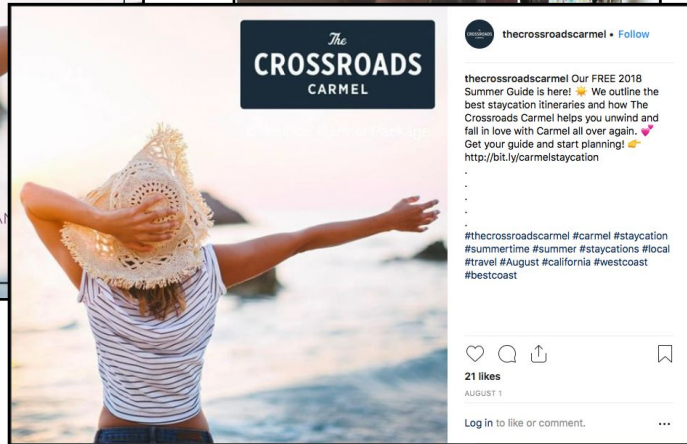 The
CROSSROADS
CARMEL
thecrossroadscarmel • Follow
thecrossroadscarmel Our FREE 2018
Summer Guide is here! ☀️ We outline the
best staycation itineraries and how The
Crossroads Carmel helps you unwind and
fall in love with Carmel all over again. 💕
Get your guide and start planning! 👉
http://bit.ly/carmelstaycation
.
.
.
.
.
#thecrossroadscarmel #carmel #staycation
#summertime #summer #staycations #local
#travel #August #california #westcoast
#bestcoast
21 likes
AUGUST 1
Log in to like or comment.